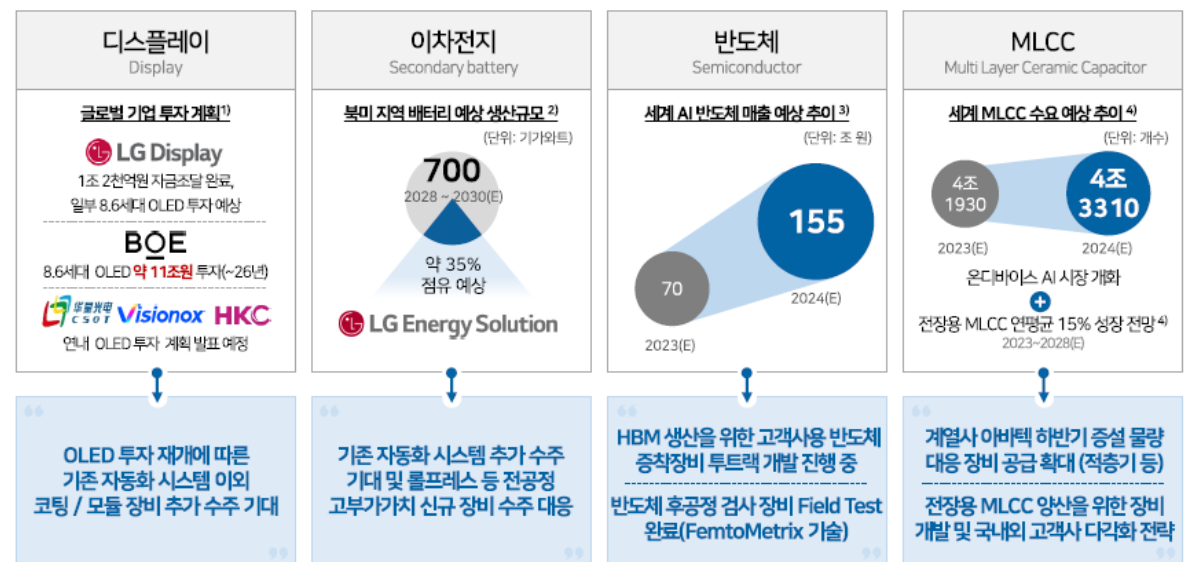 디스플레이
Display
글로벌 기업 투자 계획1)
LG Display
1조 2천억원 자금조달 완료,
일부 8.6세대 OLED 투자 예상
BOE
8.6세대 OLED 약 11조원 투자(~26년)
华星光电
CSOT
Visionox
HKC
연내 OLED 투자 계획 발표 예정
“
OLED 투자 재개에 따른
기존 자동화 시스템 이외
코팅 / 모듈 장비 추가 수주 기대
”
이차전지
Secondary battery
북미 지역 배터리 예상 생산규모 2)
(단위: 기가와트)
700
2028 ~ 2030(E)
약 35%
점유 예상
LG Energy Solution
“
기존 자동화 시스템 추가 수주
기대 및 롤프레스 등 전공정
고부가가치 신규 장비 수주 대응
”
반도체
Semiconductor
세계 AI 반도체 매출 예상 추이 3)
(단위: 조 원)
70
2023(E)
155
2024(E)
“
HBM 생산을 위한 고객사용 반도체
증착장비 투트랙 개발 진행 중
반도체 후공정 검사 장비 Field Test
완료(FemtoMetrix 기술)
”
MLCC
Multi Layer Ceramic Capacitor
세계 MLCC 수요 예상 추이 4)
(단위: 개수)
4조
1930
2023(E)
4조
3310
2024(E)
온디바이스 AI 시장 개화
+
전장용 MLCC 연평균 15% 성장 전망4)
2023~2028(E)
“
계열사 아바텍 하반기 증설 물량
대응 장비 공급 확대 (적층기 등)
전장용 MLCC 양산을 위한 장비
개발 및 국내외 고객사 다각화 전략
”